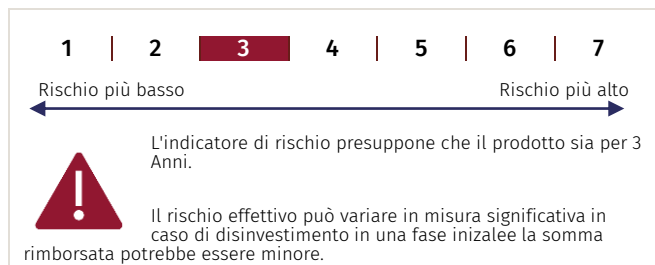 1 2 3 4 5 6 7
Rischio più basso Rischio più alto
L'indicatore di rischio presuppone che il prodotto sia per 3
Anni.
Il rischio effettivo può variare in misura significativa in
caso di disinvestimento in una fase inizalee la somma
rimborsata potrebbe essere minore.